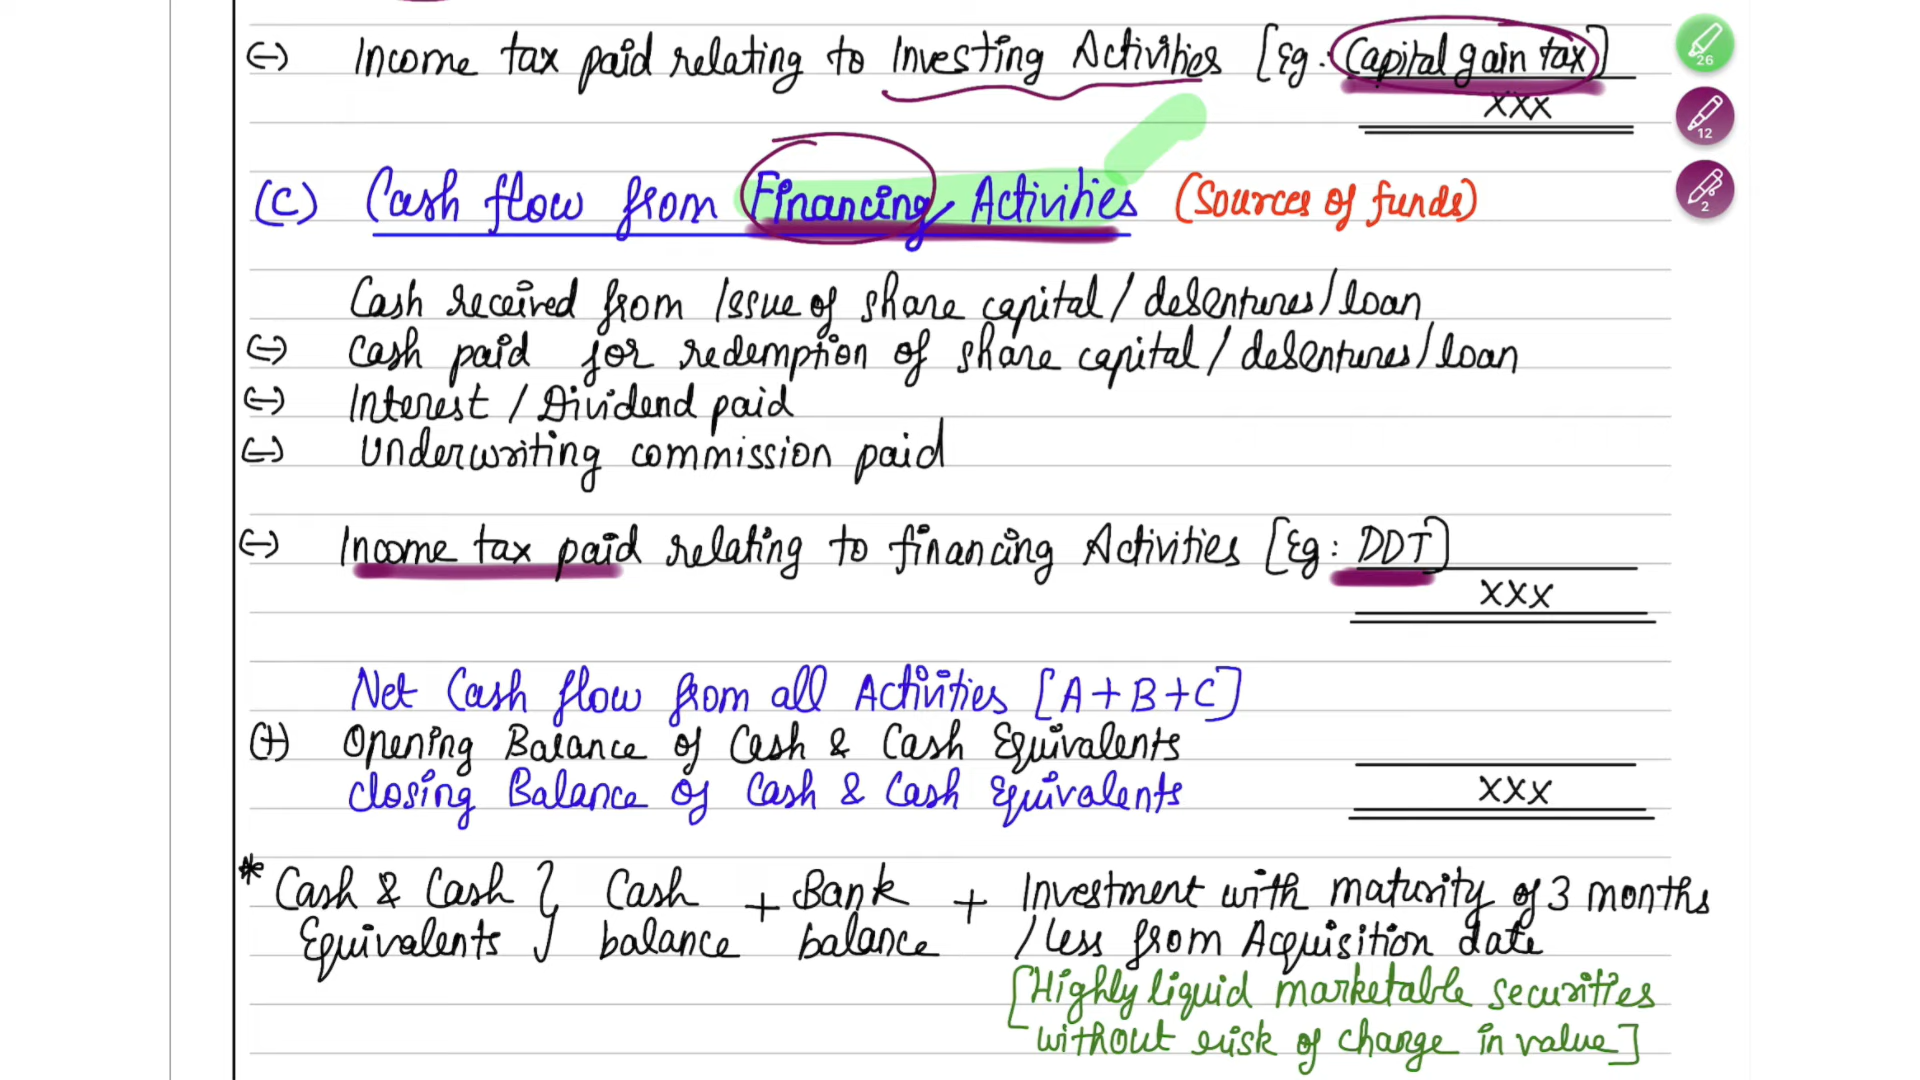 (-) Income tax paid relating to Investing Activities [Eg: Capital gain tax]
XXX
(C) Cash flow from Financing Activities (Sources of funds)
Cash received from Issue of share capital / debentures / loan
(-) Cash paid for redemption of share capital / debentures / loan
(-) Interest / Dividend paid
(-) Underwriting commission paid
(-) Income tax paid relating to financing Activities [Eg: DDT]
XXX
Net Cash flow from all Activities [A+B+C]
(+) Opening Balance of Cash & Cash Equivalents
Closing Balance of Cash & Cash Equivalents XXX
* Cash & Cash } Cash + Bank + Investment with maturity of 3 months
Equivalents balance balance / less from Acquisition date
[Highly liquid marketable securities
without risk of change in value]
26
12
2